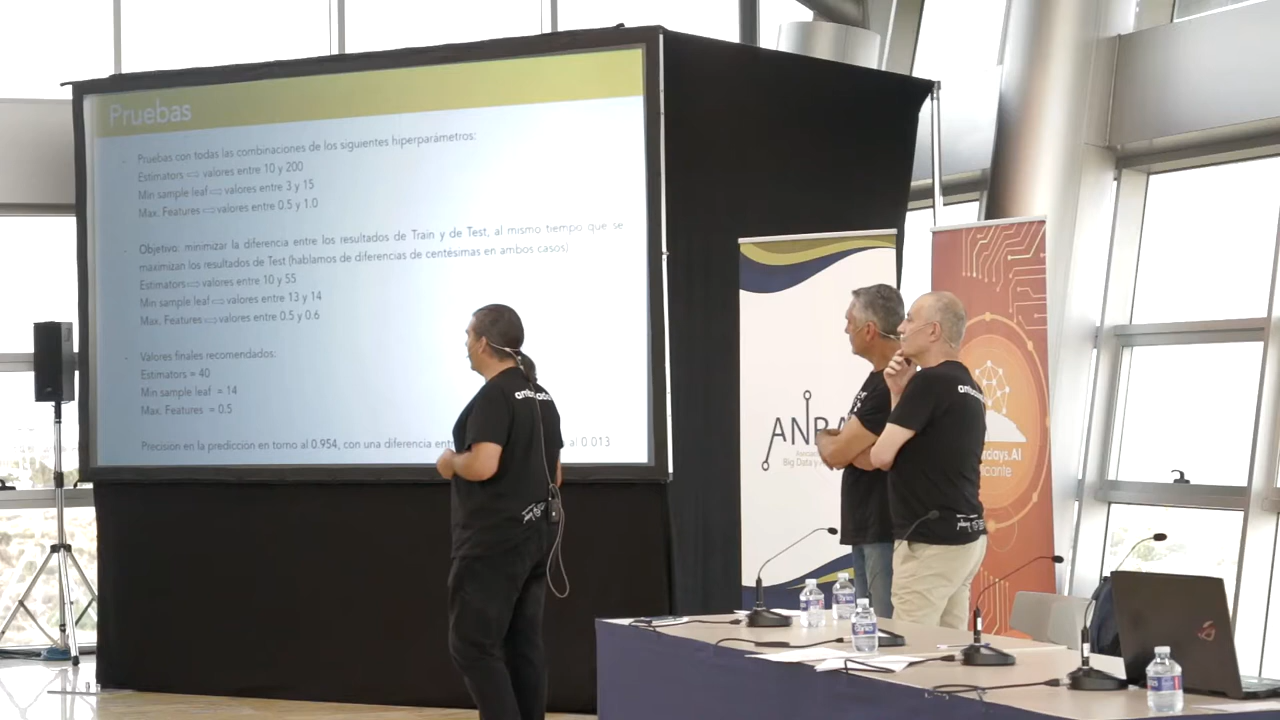 Pruebas
Pruebas con todas las combinaciones de los siguientes hiperparámetros:
Estimators ⇨ valores entre 10 y 200
Min sample leaf ⇨ valores entre 3 y 15
Max. Features ⇨ valores entre 0.5 y 1.0
Objetivo: minimizar la diferencia entre los resultados de Train y de Test, al mismo tiempo que se
maximizan los resultados de Test (hablamos de diferencias de centésimas en ambos casos)
Estimators ⇨ valores entre 10 y 55
Min sample leaf ⇨ valores entre 13 y 14
Max. Features ⇨ valores entre 0.5 y 0.6
Valores finales recomendados:
Estimators = 40
Min sample leaf = 14
Max. Features = 0.5
Precisión en la predicción en torno al 0.954, con una diferencia al 0.013
Big Data y